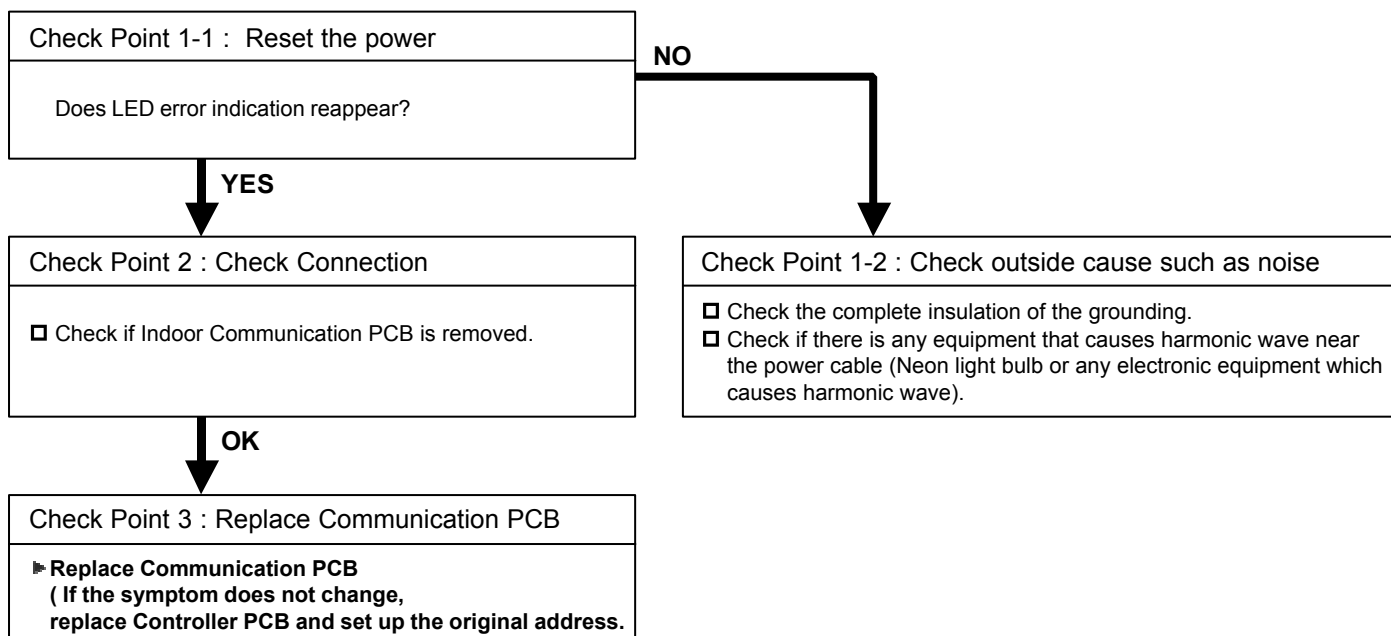 Check Point 1-1 :  Reset the power
Does LED error indication reappear?
NO
YES
Check Point 2 : Check Connection
Check if Indoor Communication PCB is removed.
Check Point 1-2 : Check outside cause such as noise
Check the complete insulation of the grounding.
Check if there is any equipment that causes harmonic wave near
the power cable (Neon light bulb or any electronic equipment which
causes harmonic wave).
OK
Check Point 3 : Replace Communication PCB
Replace Communication PCB
( If the symptom does not change,
replace Controller PCB and set up the original address.